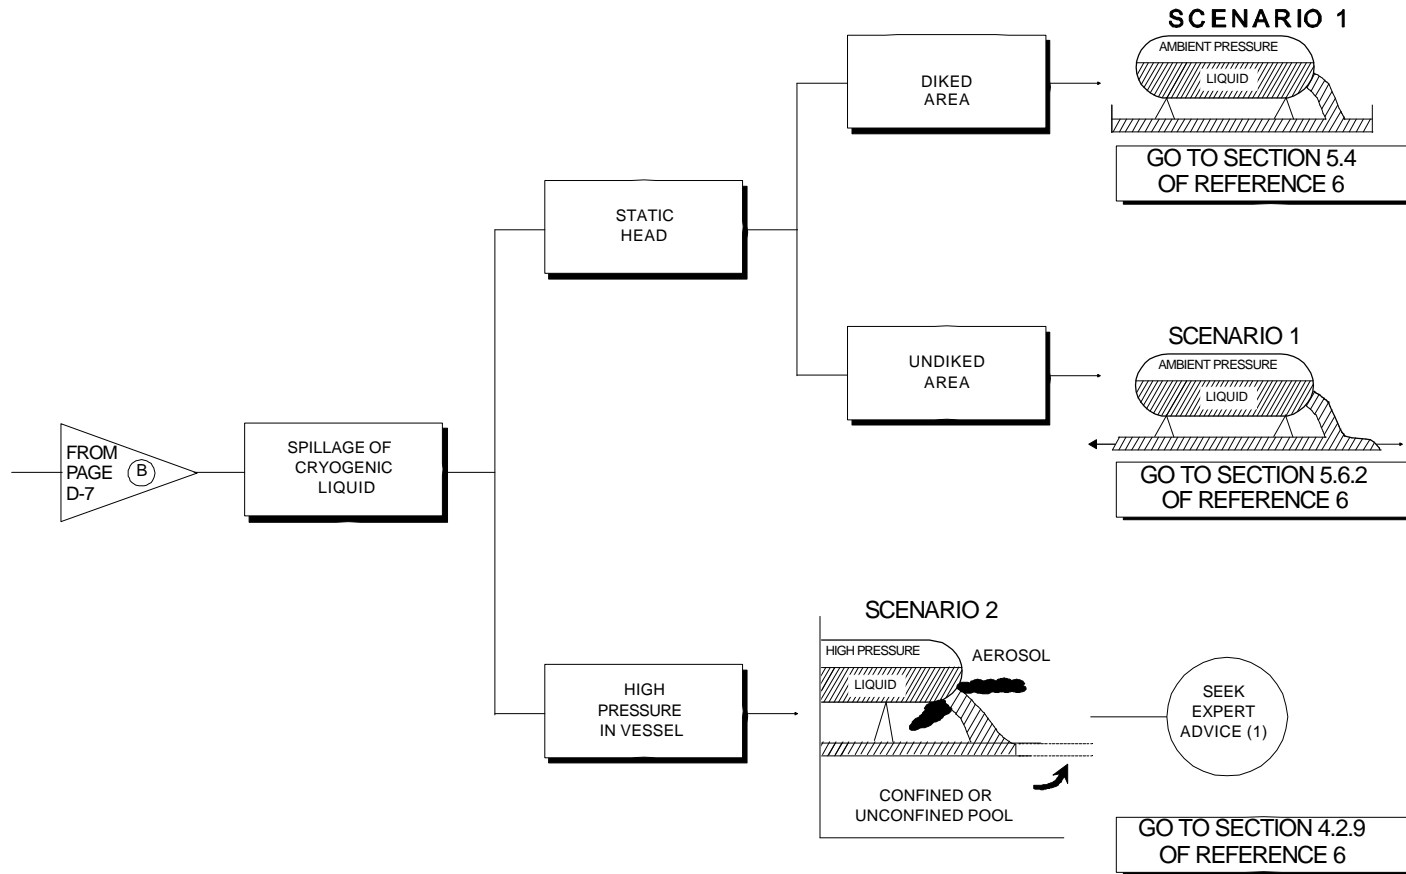 SCENARIO 1
AMBIENT PRESSURE
LIQUID
DIKED
AREA
GO TO SECTION 5.4
OF REFERENCE 6
STATIC
HEAD
SCENARIO 1
AMBIENT PRESSURE
LIQUID
UNDIKED
AREA
GO TO SECTION 5.6.2
OF REFERENCE 6
FROM
PAGE
D-7
B
SPILLAGE OF
CRYOGENIC
LIQUID
SCENARIO 2
HIGH PRESSURE
LIQUID
AEROSOL
HIGH
PRESSURE
IN VESSEL
SEEK
EXPERT
ADVICE (1)
CONFINED OR
UNCONFINED POOL
GO TO SECTION 4.2.9
OF REFERENCE 6